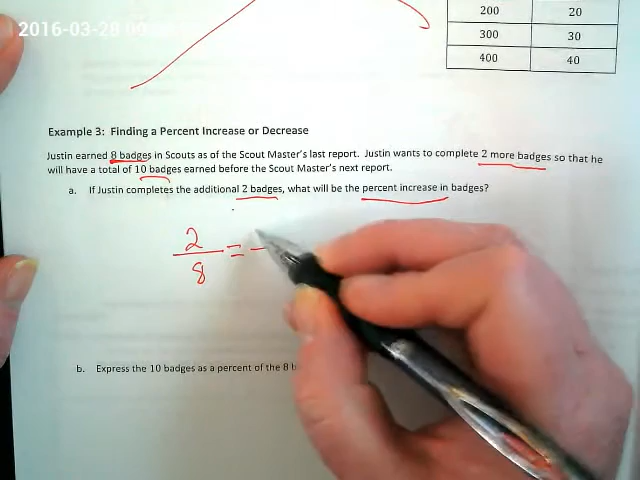 2016-03-28
200 20
300 30
400 40
Example 3: Finding a Percent Increase or Decrease
Justin earned 8 badges in Scouts as of the Scout Master's last report. Justin wants to complete 2 more badges so that he
will have a total of 10 badges earned before the Scout Master's next report.
a. If Justin completes the additional 2 badges, what will be the percent increase in badges?
2
=
8
b. Express the 10 badges as a percent of the 8